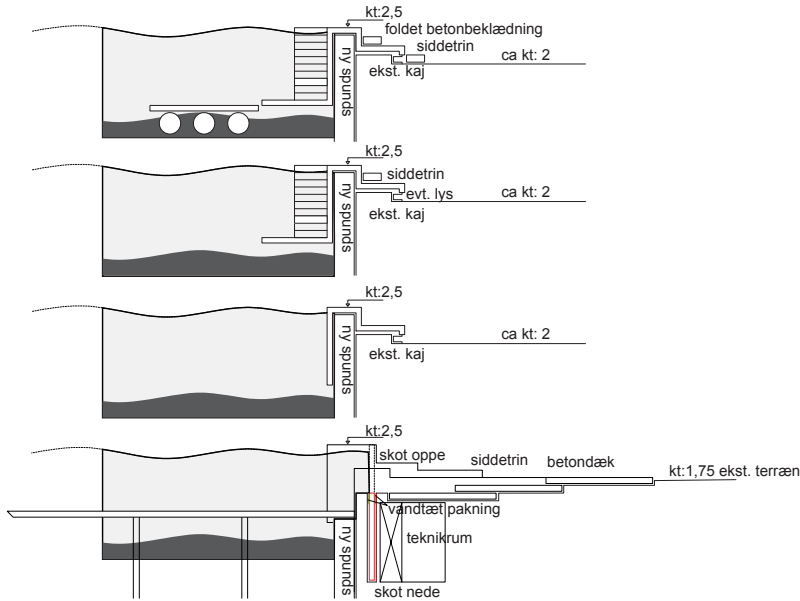 kt:2,5
foldet betonbeklædning
siddetrin
ca kt: 2
ekst. kaj
ny spunds
kt:2,5
siddetrin
evt. lys
ca kt: 2
ekst. kaj
ny spunds
kt:2,5
ca kt: 2
ekst. kaj
ny spunds
kt:2,5
skot oppe
siddetrin
betondæk
kt:1,75 ekst. terræn
vandtæt pakning
teknikrum
ny spunds
skot nede